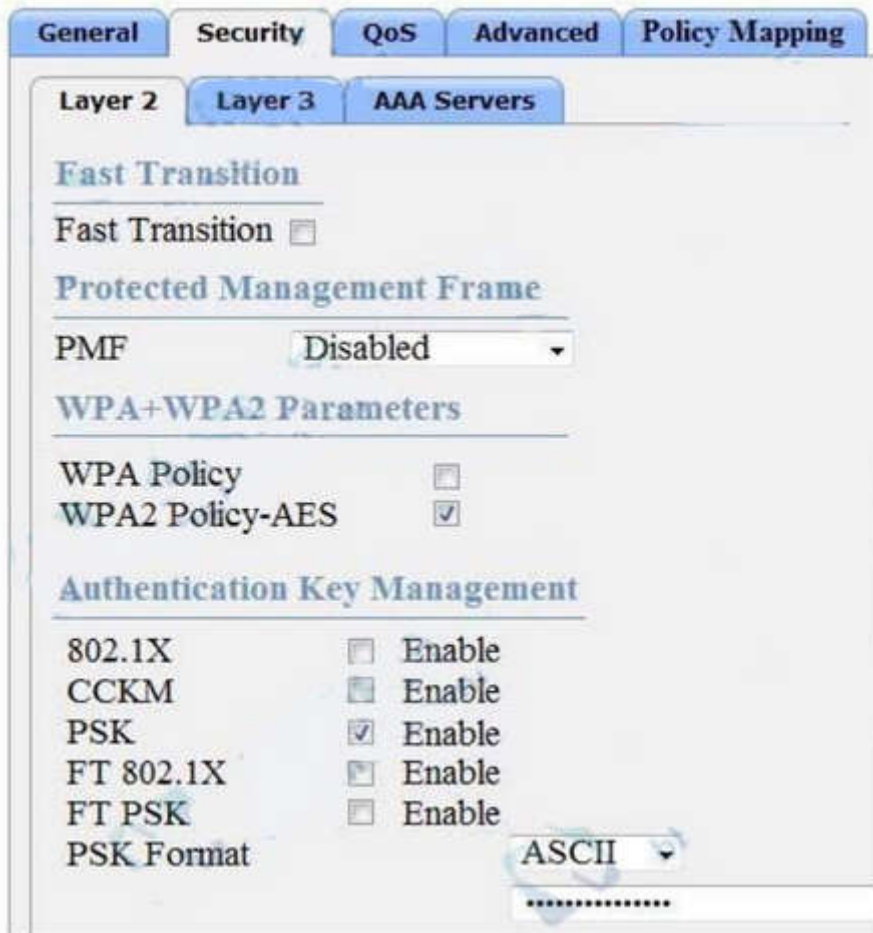 General Security QoS Advanced Policy Mapping
Layer 2 Layer 3 AAA Servers
Fast Transition
Fast Transition
Protected Management Frame
PMF Disabled
WPA+WPA2 Parameters
WPA Policy
WPA2 Policy-AES
Authentication Key Management
802.1X Enable
CCKM Enable
PSK Enable
FT 802.1X Enable
FT PSK Enable
PSK Format ASCII
•••••••••••••••